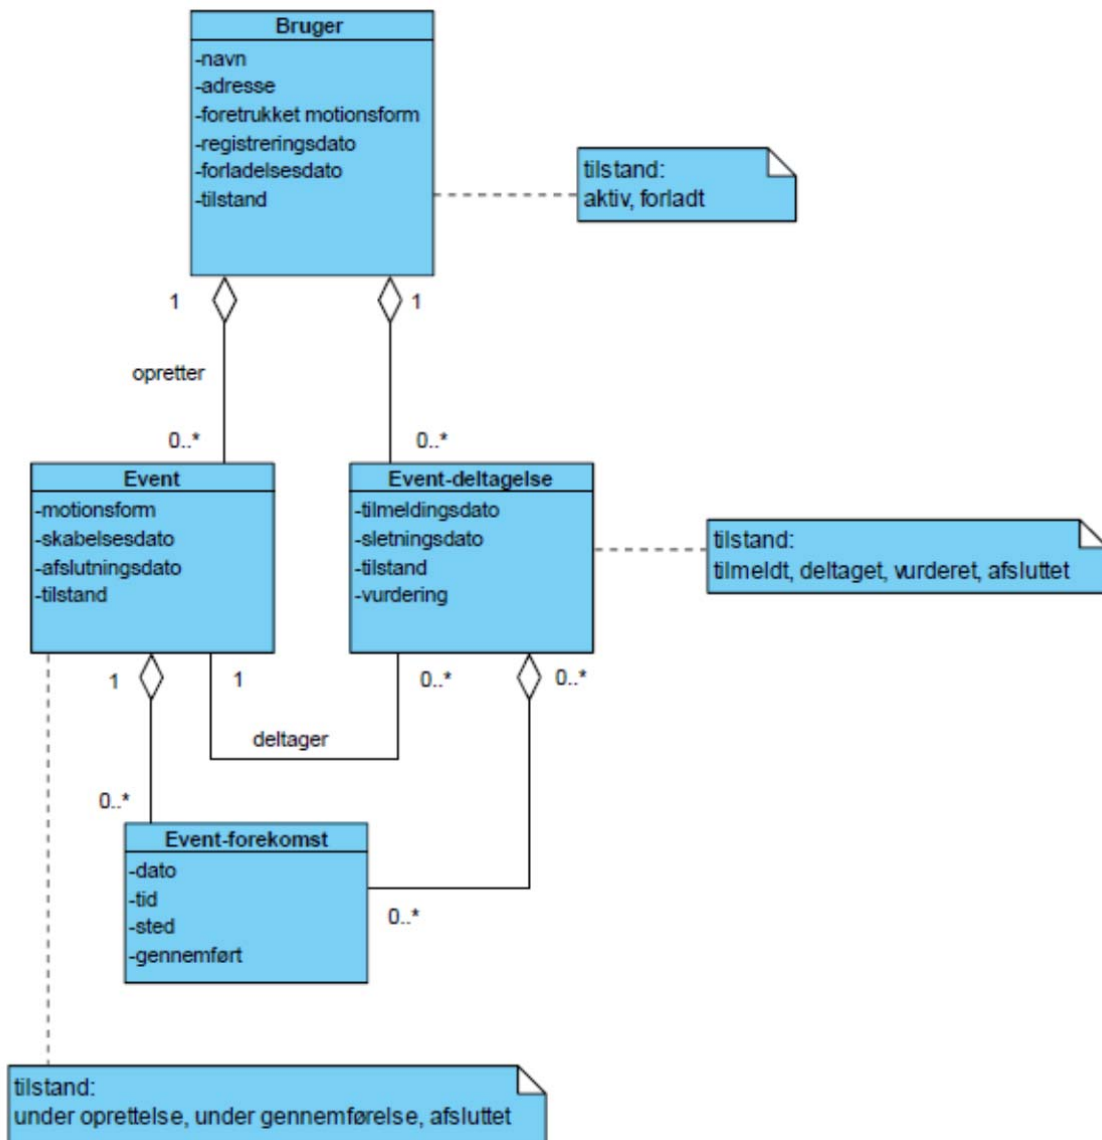 Bruger
-navn
-adresse
-foretrukket motionsform
-registreringsdato
-forladelsesdato
-tilstand
tilstand:
aktiv, forladt
1
1
opretter
0..*
0..*
Event
-motionsform
-skabelsesdato
-afslutningsdato
-tilstand
Event-deltagelse
-tilmeldingsdato
-sletningsdato
-tilstand
-vurdering
tilstand:
tilmeldt, deltaget, vurderet, afsluttet
1
1
0..*
0..*
deltager
0..*
Event-forekomst
-dato
-tid
-sted
-gennemført
0..*
tilstand:
under oprettelse, under gennemførelse, afsluttet